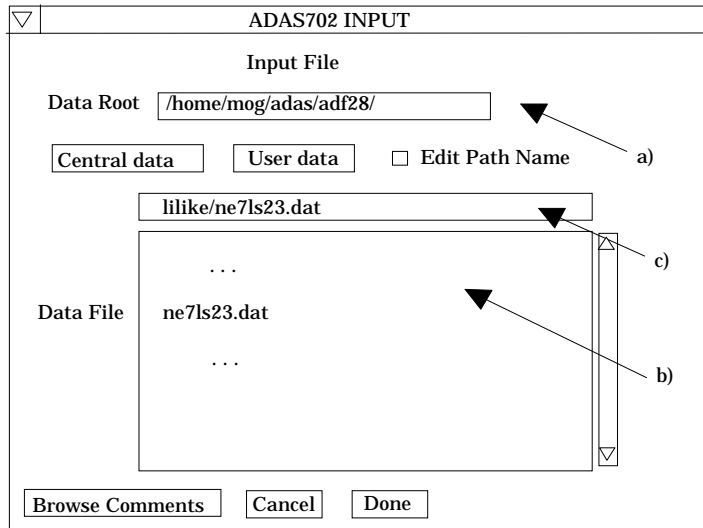 ADAS702 INPUT
Input File
Data Root /home/mog/adas/adf28/
a)
Central data User data Edit Path Name
lilike/ne7ls23.dat
c)
. . .
Data File ne7ls23.dat
. . .
b)
Browse Comments Cancel Done